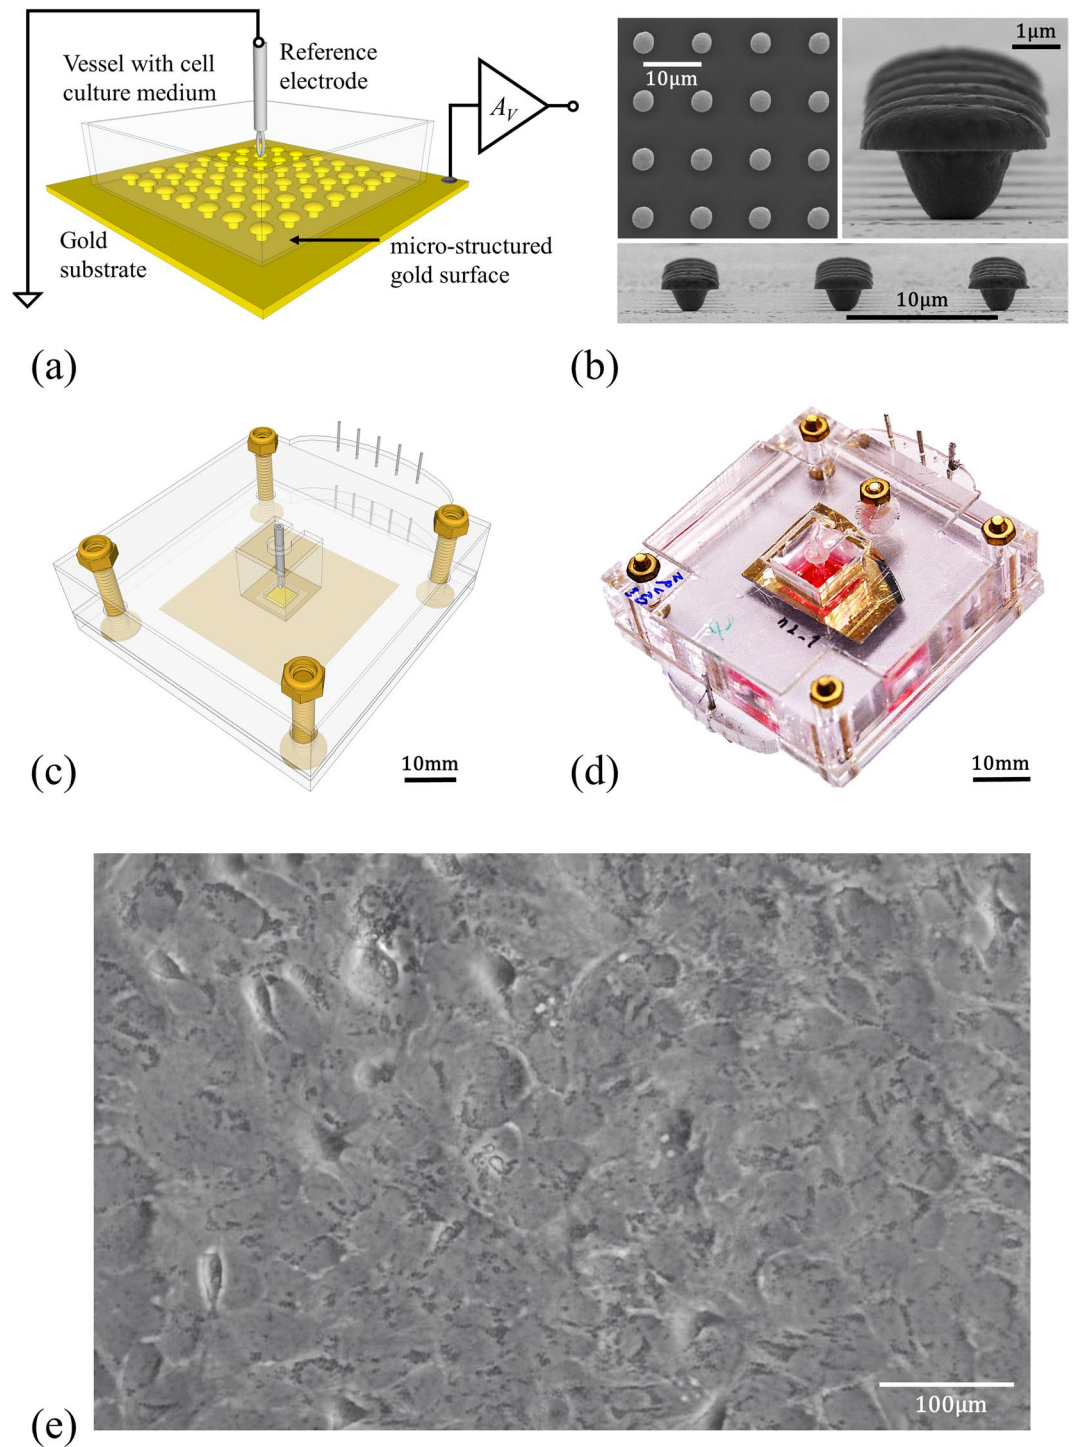 Vessel with cell
culture medium
Reference
electrode
A_V
Gold
substrate
micro-structured
gold surface
(a)
10µm
1µm
10µm
(b)
10mm
(c)
n2_1
10mm
(d)
100µm
(e)